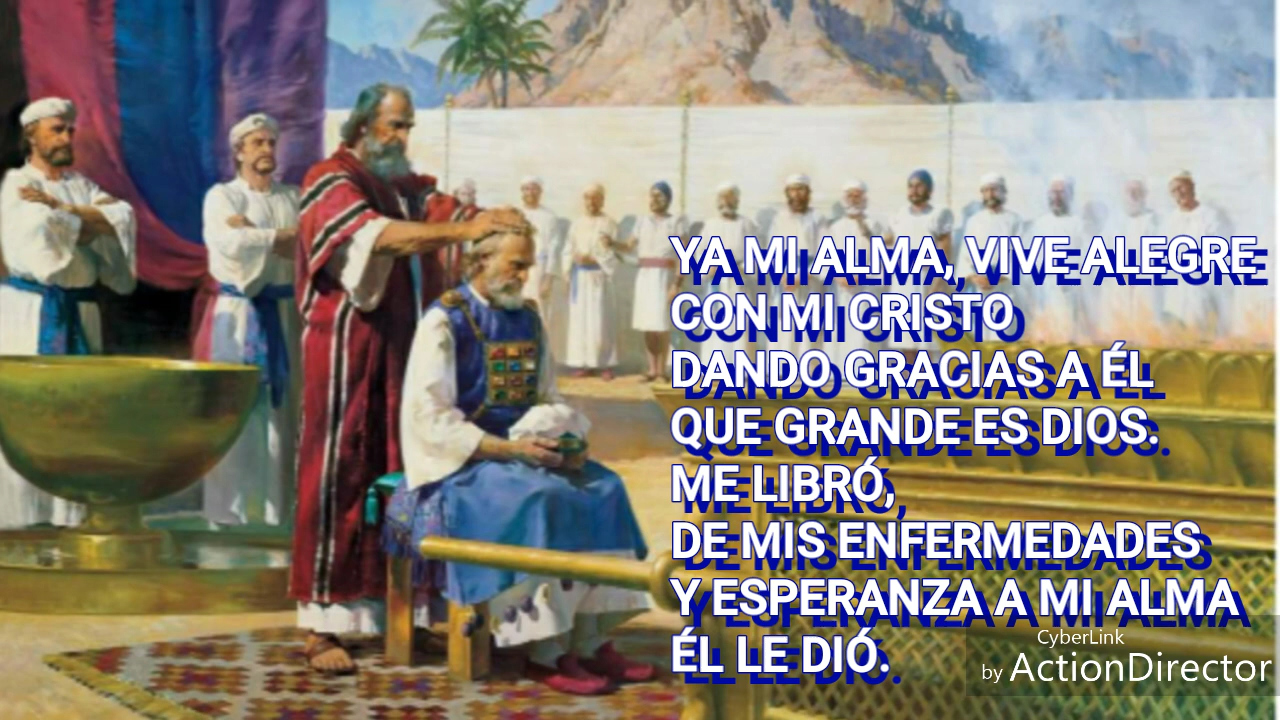 YA MI ALMA, VIVE ALEGRE
CON MI CRISTO
DANDO GRACIAS A ÉL
QUE GRANDE ES DIOS.
ME LIBRÓ,
DE MIS ENFERMEDADES
Y ESPERANZA A MI ALMA
ÉL LE DIÓ.
CyberLink
by ActionDirector